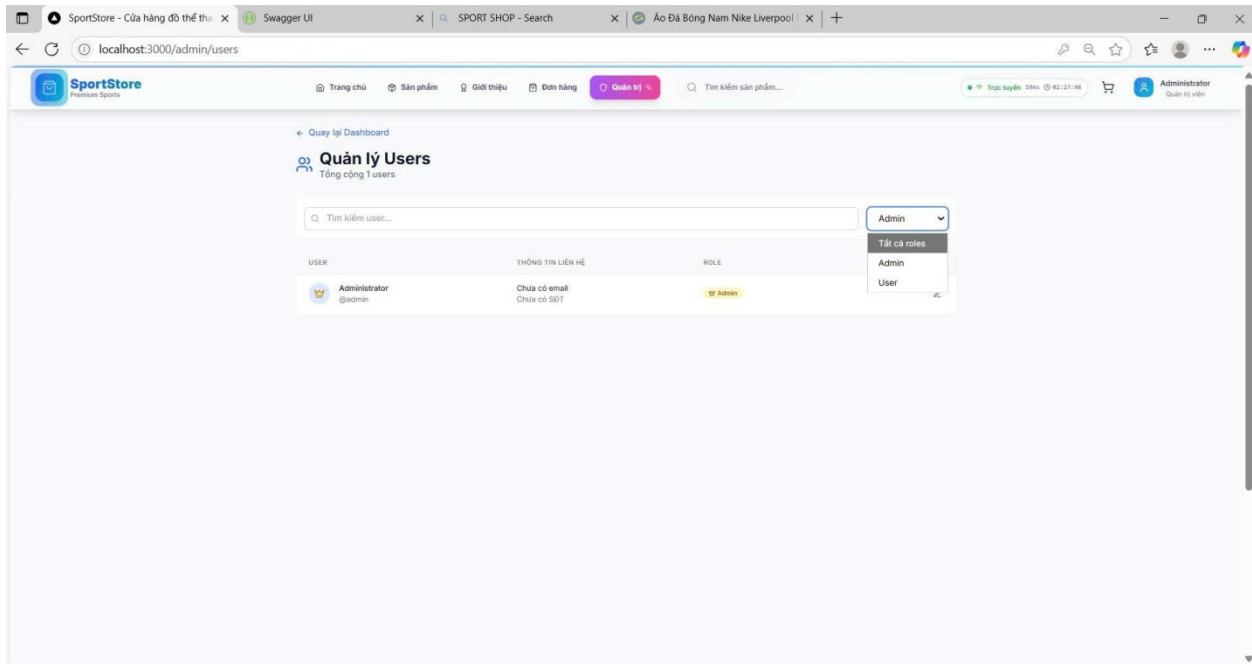 SportStore - Cửa hàng đồ thể tha
Swagger UI
SPORT SHOP - Search
Áo Đá Bóng Nam Nike Liverpool
localhost:3000/admin/users
SportStore
Premium Sports
Trang chủ
Sản phẩm
Giới thiệu
Đơn hàng
Quản trị
Tìm kiếm sản phẩm...
Trực tuyến 10ms 02:27:46
Administrator
Quản trị viên
← Quay lại Dashboard
Quản lý Users
Tổng cộng 1 users
Tìm kiếm user...
Admin
Tất cả roles
Admin
User
USER THÔNG TIN LIÊN HỆ ROLE
Administrator
@admin
Chưa có email
Chưa có SĐT
Admin